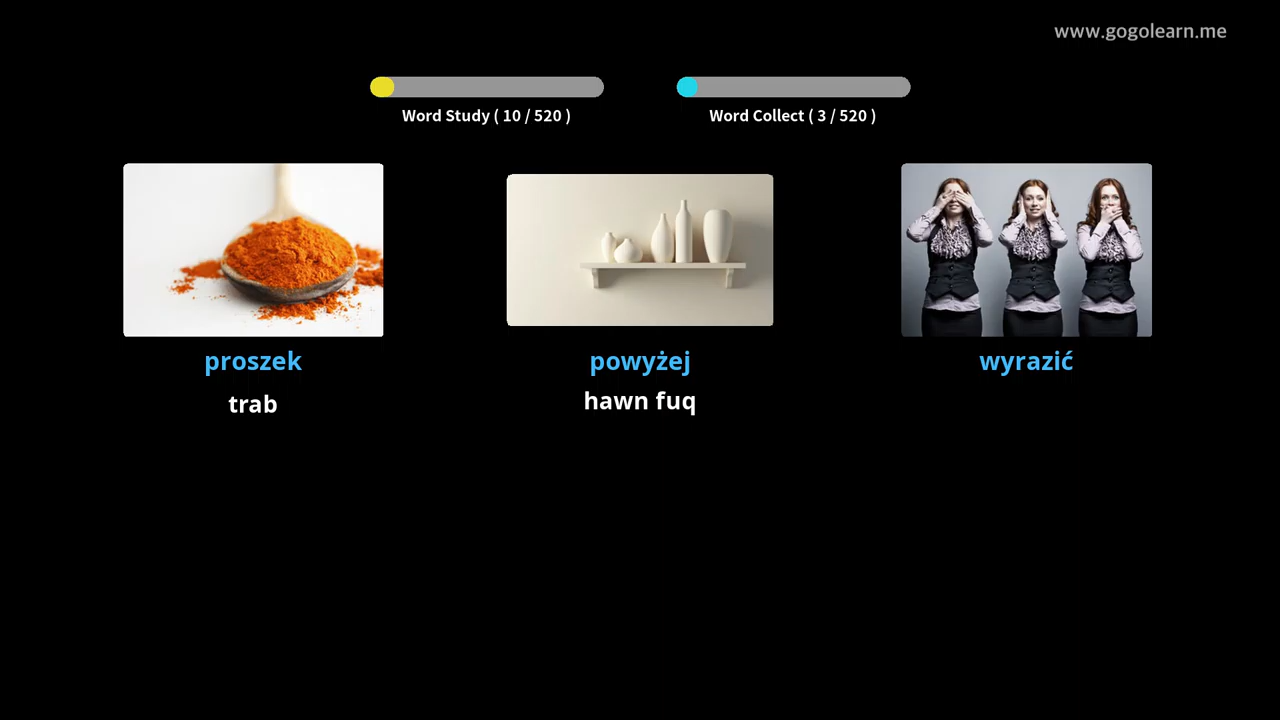 www.gogolearn.me
Word Study ( 10 / 520 )
Word Collect ( 3 / 520 )
proszek
powyżej
wyrazić
trab
hawn fuq